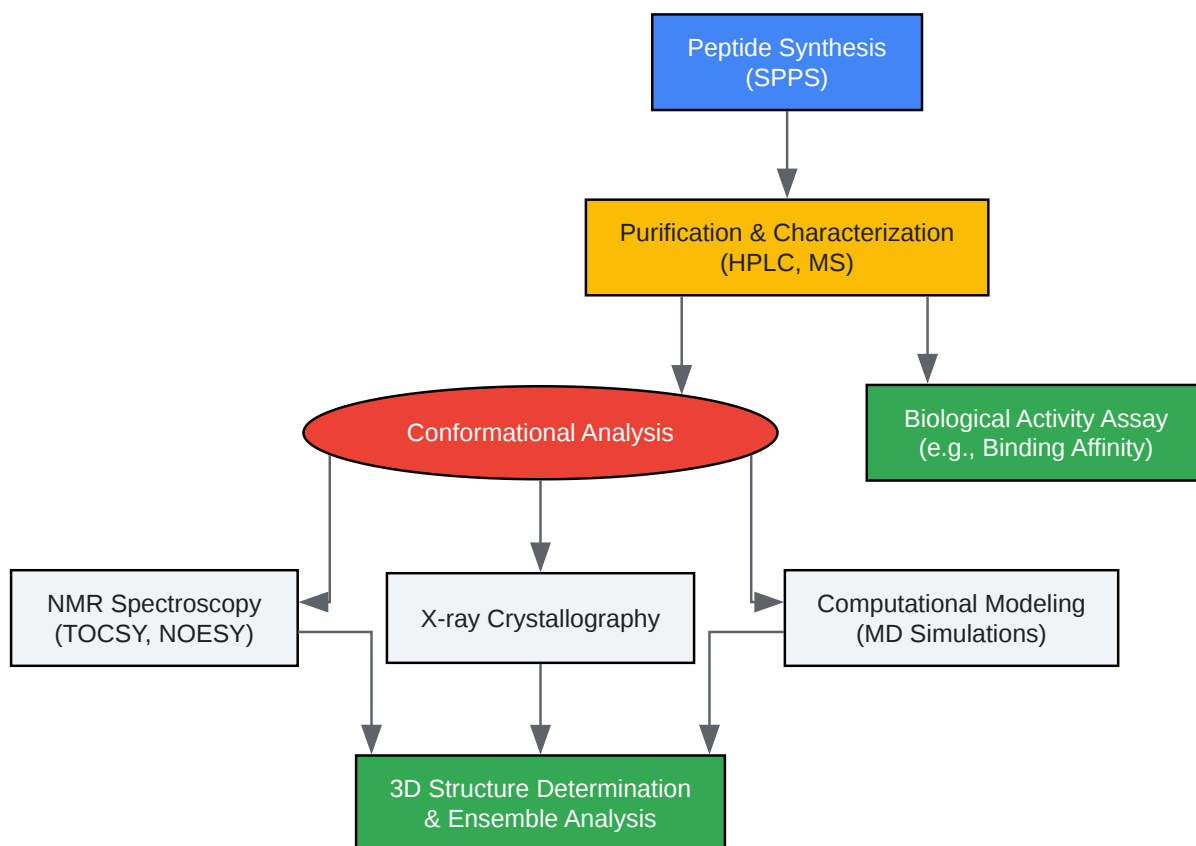 Peptide Synthesis
(SPPS)
Purification & Characterization
(HPLC, MS)
Conformational Analysis
Biological Activity Assay
(e.g., Binding Affinity)
NMR Spectroscopy
(TOCSY, NOESY)
X-ray Crystallography
Computational Modeling
(MD Simulations)
3D Structure Determination
& Ensemble Analysis